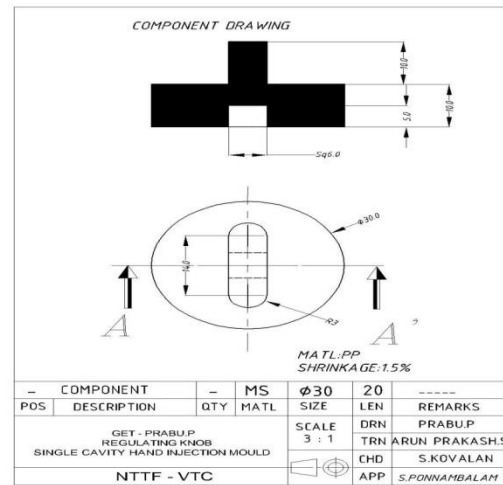 COMPONENT DRAWING
10.0
5.0
10.0
Sq6.0
Φ30.0
14.0
R3
A
A'
MATL:PP
SHRINKAGE:1.5%
- COMPONENT - MS Φ30 20 -----
POS DESCRIPTION QTY MATL SIZE LEN REMARKS
GET - PRABU.P
REGULATING KNOB
SINGLE CAVITY HAND INJECTION MOULD
SCALE
3 : 1
DRN PRABU.P
TRN ARUN PRAKASH.S
CHD S.KOVALAN
APP S.PONNAMBALAM
NTTF - VTC